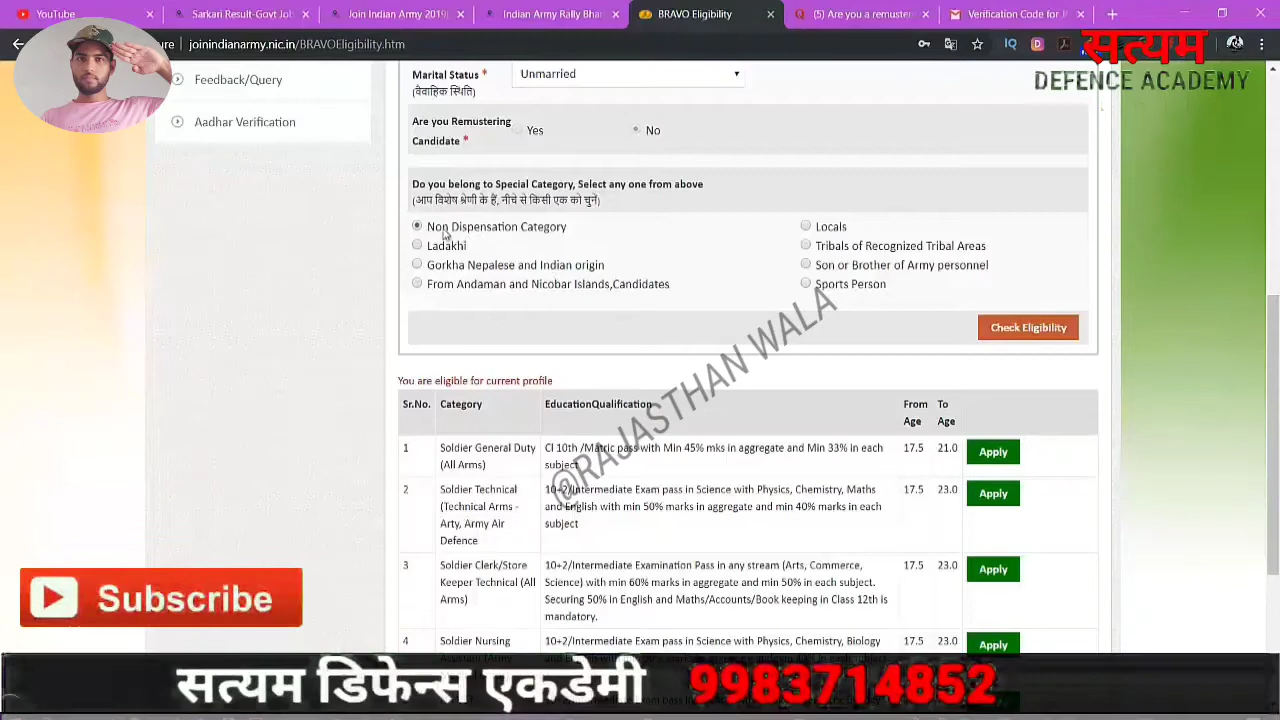 YouTube
Sarkari Result-Govt Jo
Join Indian Army 2019
Indian Army Rally Bhar
BRAVO Eligibility
(5) Are you a remuster
Verification Code for
joinindianarmy.nic.in/BRAVOEligibility.htm
IQ
सत्यम
DEFENCE ACADEMY
Feedback/Query
Aadhar Verification
Marital Status *
(वैवाहिक स्थिति)
Unmarried
Are you Remustering
Candidate *
Yes
No
Do you belong to Special Category, Select any one from above
(आप विशेष श्रेणी के हैं, नीचे से किसी एक को चुनें)
Non Dispensation Category
Locals
Ladakhi
Tribals of Recognized Tribal Areas
Gorkha Nepalese and Indian origin
Son or Brother of Army personnel
From Andaman and Nicobar Islands,Candidates
Sports Person
Check Eligibility
@RAJASTHAN WALA
You are eligible for current profile
Sr.No. Category EducationQualification From Age To Age
1 Soldier General Duty (All Arms)
Cl 10th /Matric pass with Min 45% mks in aggregate and Min 33% in each
subject
17.5 21.0 Apply
2 Soldier Technical
(Technical Arms -
Arty, Army Air
Defence
10+2/Intermediate Exam pass in Science with Physics, Chemistry, Maths
and English with min 50% marks in aggregate and min 40% marks in each
subject
17.5 23.0 Apply
3 Soldier Clerk/Store
Keeper Technical (All
Arms)
10+2/Intermediate Examination Pass in any stream (Arts, Commerce,
Science) with min 60% marks in aggregate and min 50% in each subject.
Securing 50% in English and Maths/Accounts/Book keeping in Class 12th is
mandatory.
17.5 23.0 Apply
4 Soldier Nursing
10+2/Intermediate Exam pass in Science with Physics, Chemistry, Biology
17.5 23.0 Apply
Subscribe
सत्यम डिफेन्स एकडेमी 9983714852